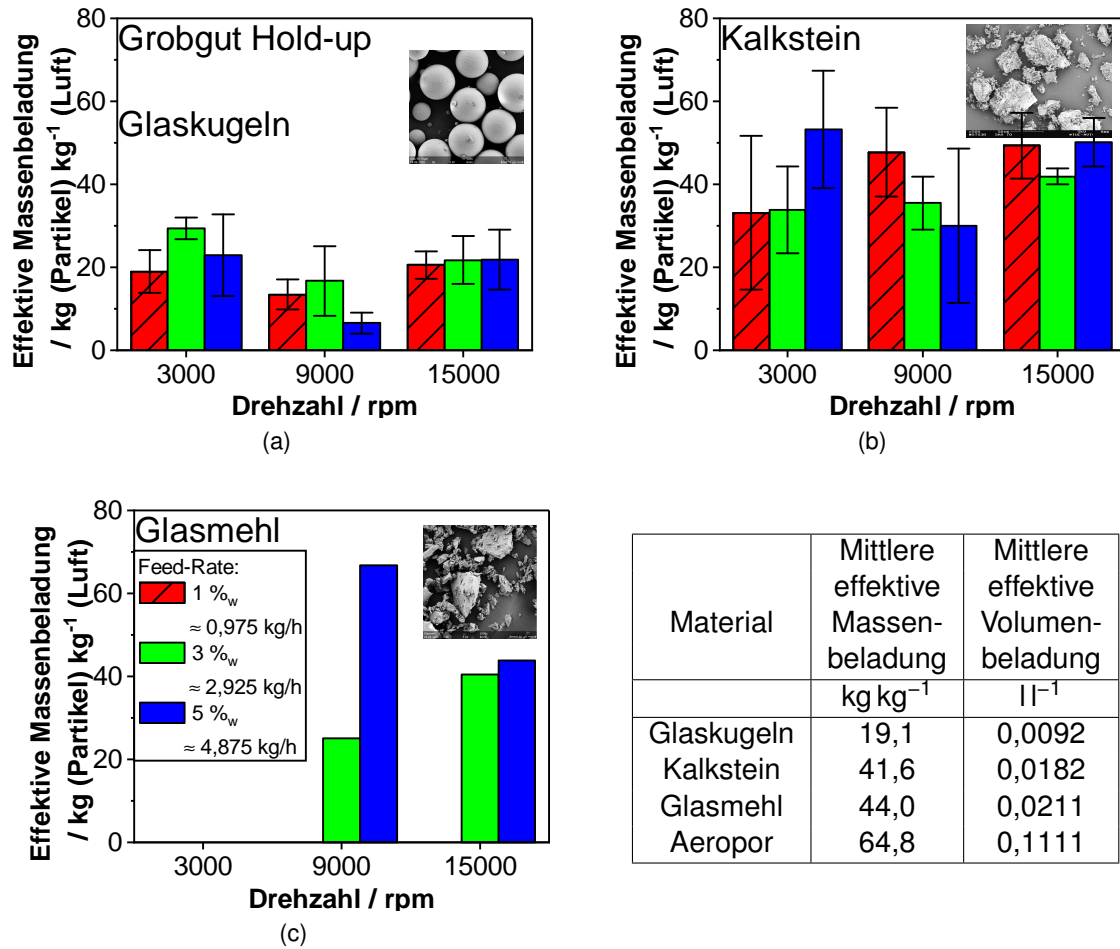 80
60
40
20
0
Effektive Massenbeladung
/ kg (Partikel) kg⁻¹ (Luft)
Grobgut Hold-up
Glaskugeln
3000
9000
15000
Drehzahl / rpm
(a)
80
60
40
20
0
Effektive Massenbeladung
/ kg (Partikel) kg⁻¹ (Luft)
Kalkstein
3000
9000
15000
Drehzahl / rpm
(b)
80
60
40
20
0
Effektive Massenbeladung
/ kg (Partikel) kg⁻¹ (Luft)
Glasmehl
Feed-Rate:
1 %w
≈ 0,975 kg/h
3 %w
≈ 2,925 kg/h
5 %w
≈ 4,875 kg/h
3000
9000
15000
Drehzahl / rpm
(c)
Material
Mittlere
effektive
Massen-
beladung
Mittlere
effektive
Volumen-
beladung
kg kg⁻¹ l l⁻¹
Glaskugeln 19,1 0,0092
Kalkstein 41,6 0,0182
Glasmehl 44,0 0,0211
Aeropor 64,8 0,1111